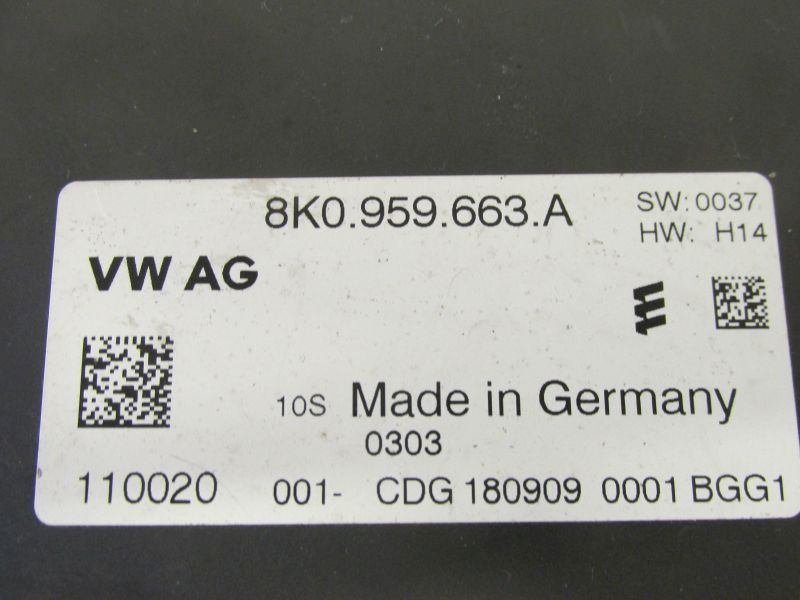 8K0.959.663.A
SW:0037
HW: H14
VW AG
10S Made in Germany
0303
110020 001- CDG 180909 0001 BGG1